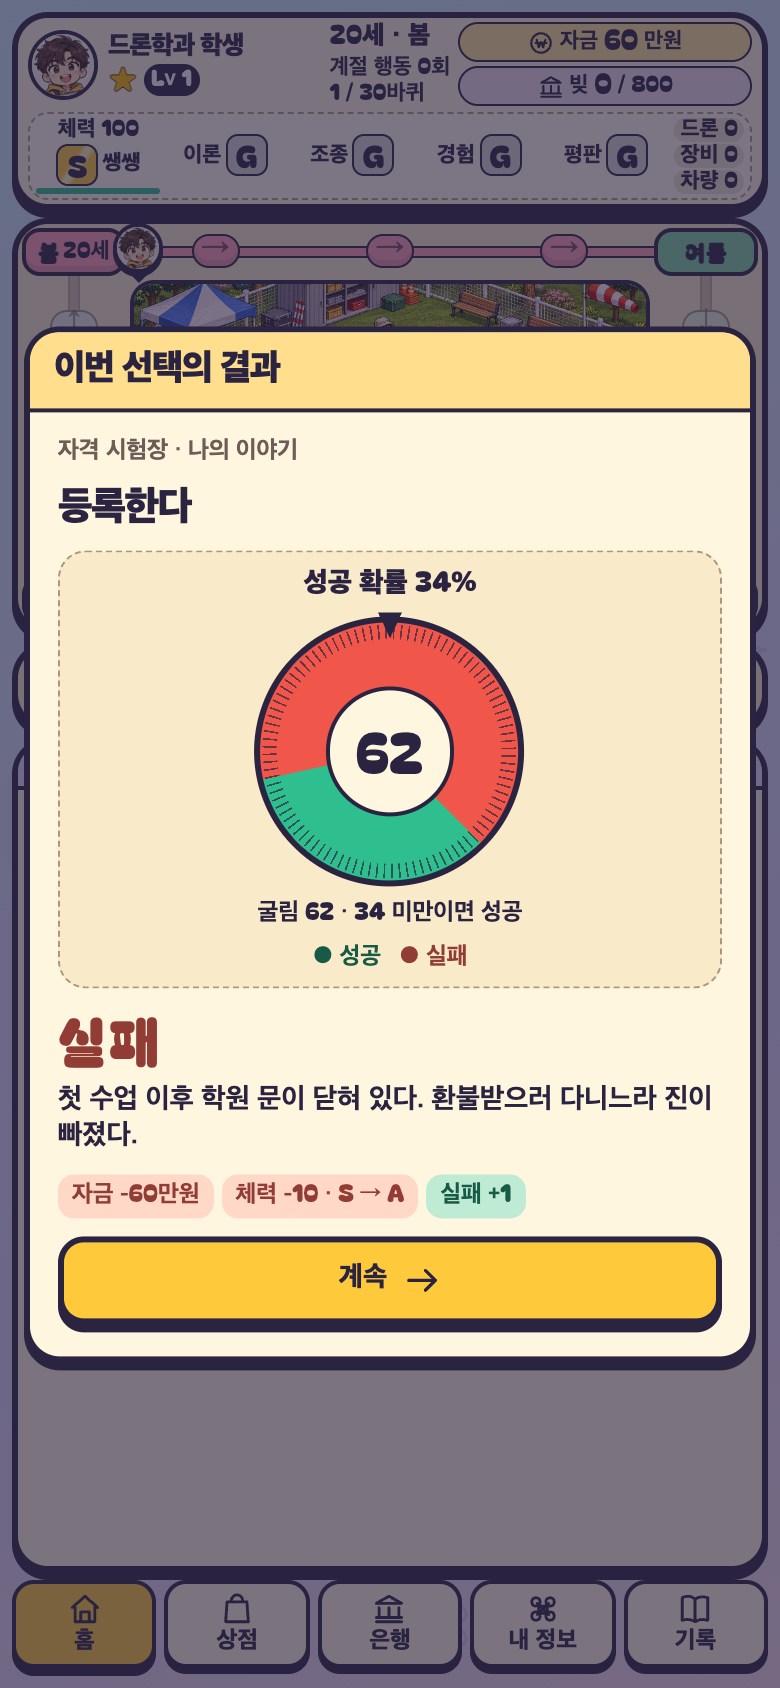 드론학과 학생
Lv 1
20세 · 봄
계절 행동 0회
1 / 30바퀴
자금 60 만원
빚 0 / 800
체력 100
S 쌩쌩
이론 G
조종 G
경험 G
평판 G
드론 0
장비 0
차량 0
봄 20세
여름
이번 선택의 결과
자격 시험장 · 나의 이야기
등록한다
성공 확률 34%
62
굴림 62 · 34 미만이면 성공
성공 실패
실패
첫 수업 이후 학원 문이 닫혀 있다. 환불받으러 다니느라 진이
빠졌다.
자금 -60만원 체력 -10 · S → A 실패 +1
계속 →
홈 상점 은행 내 정보 기록